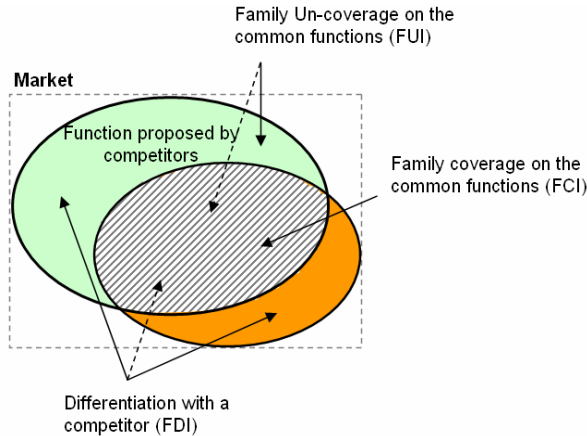 Family Un-coverage on the
common functions (FUI)
Market
Function proposed by
competitors
Family coverage on the
common functions (FCI)
Differentiation with a
competitor (FDI)